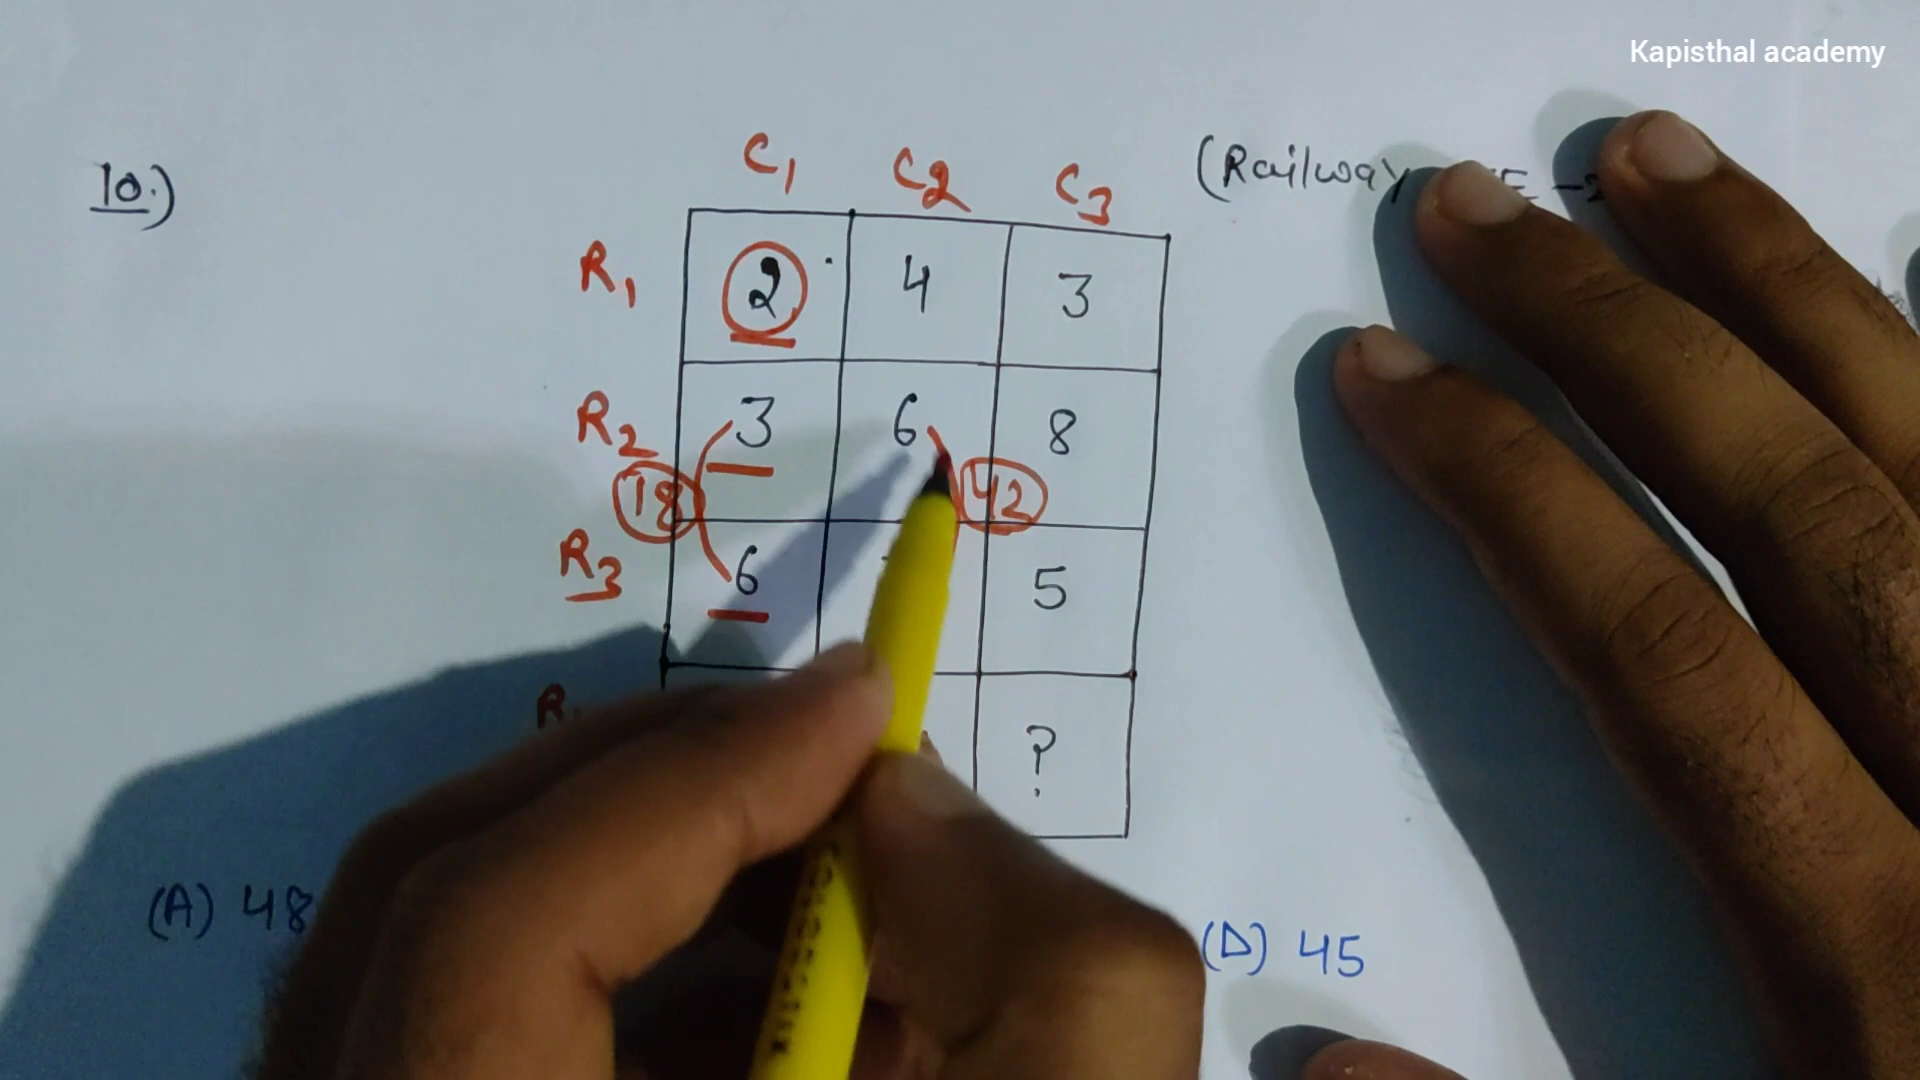 Kapisthal academy
10.)
C1 C2 C3
(Railway
R1 2 4 3
R2 3 6 8
18 42
R3 6 5
R ?
(A) 48
(D) 45